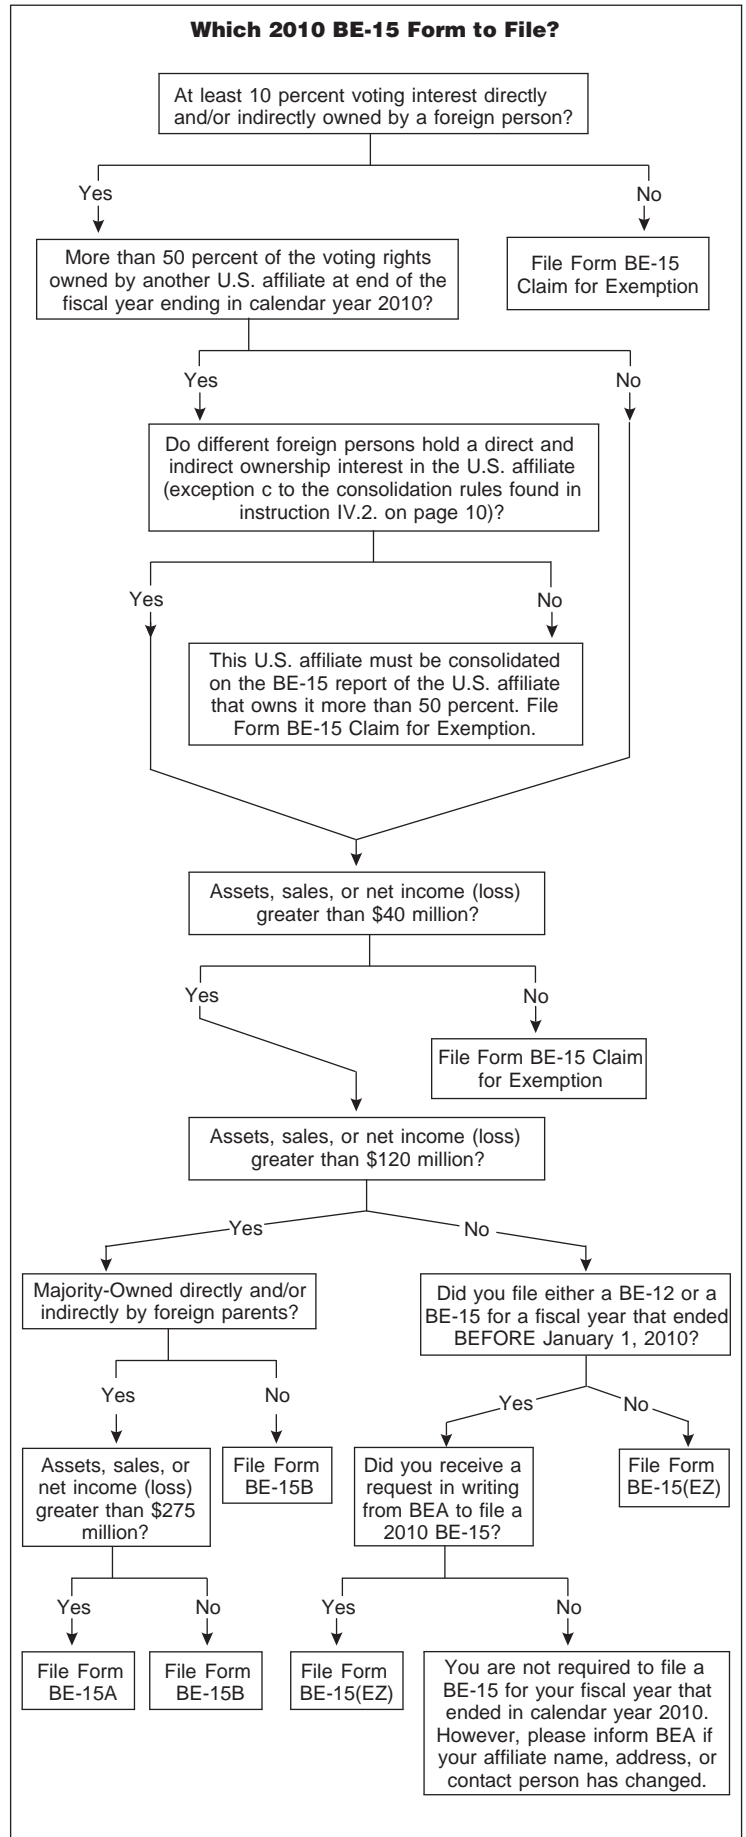 Which 2010 BE-15 Form to File?
At least 10 percent voting interest directly
and/or indirectly owned by a foreign person?
Yes
No
More than 50 percent of the voting rights
owned by another U.S. affiliate at end of the
fiscal year ending in calendar year 2010?
File Form BE-15
Claim for Exemption
Yes
No
Do different foreign persons hold a direct and
indirect ownership interest in the U.S. affiliate
(exception c to the consolidation rules found in
instruction IV.2. on page 10)?
Yes
No
This U.S. affiliate must be consolidated
on the BE-15 report of the U.S. affiliate
that owns it more than 50 percent. File
Form BE-15 Claim for Exemption.
Assets, sales, or net income (loss)
greater than $40 million?
Yes
No
File Form BE-15 Claim
for Exemption
Assets, sales, or net income (loss)
greater than $120 million?
Yes
No
Majority-Owned directly and/or
indirectly by foreign parents?
Did you file either a BE-12 or a
BE-15 for a fiscal year that ended
BEFORE January 1, 2010?
Yes
No
Yes
No
Assets, sales, or
net income (loss)
greater than $275
million?
File Form
BE-15B
Did you receive a
request in writing
from BEA to file a
2010 BE-15?
File Form
BE-15(EZ)
Yes
No
Yes
No
File Form
BE-15A
File Form
BE-15B
File Form
BE-15(EZ)
You are not required to file a
BE-15 for your fiscal year that
ended in calendar year 2010.
However, please inform BEA if
your affiliate name, address, or
contact person has changed.